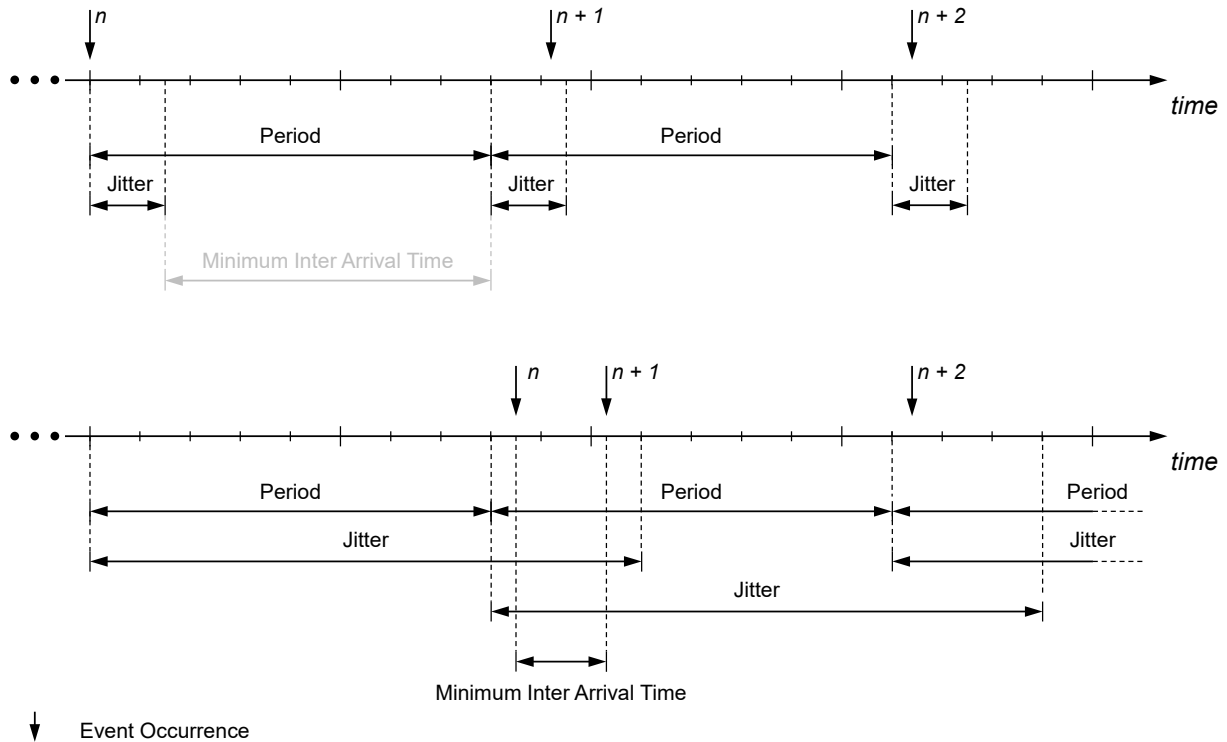 n
n + 1
n + 2
time
Period
Period
Jitter
Jitter
Jitter
Minimum Inter Arrival Time
n
n + 1
n + 2
time
Period
Period
Period
Jitter
Jitter
Jitter
Minimum Inter Arrival Time
Event Occurrence